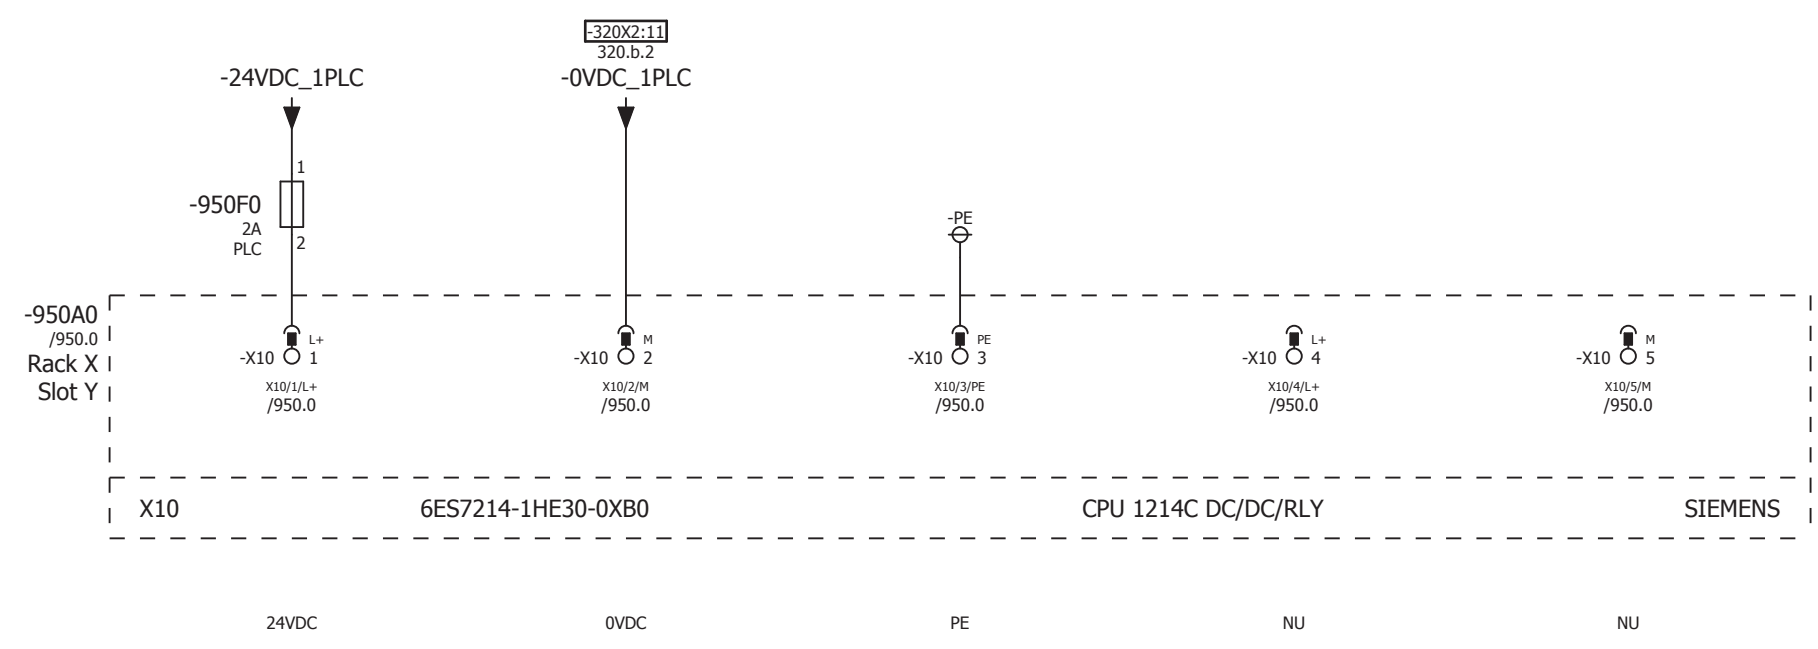 -320X2:11
320.b.2
-24VDC_1PLC
-0VDC_1PLC
1
-950F0
2A
PLC
2
-PE
-950A0
/950.0
Rack X
Slot Y
L+
-X10 1
X10/1/L+
/950.0
M
-X10 2
X10/2/M
/950.0
PE
-X10 3
X10/3/PE
/950.0
L+
-X10 4
X10/4/L+
/950.0
M
-X10 5
X10/5/M
/950.0
X10 6ES7214-1HE30-0XB0 CPU 1214C DC/DC/RLY SIEMENS
24VDC 0VDC PE NU NU